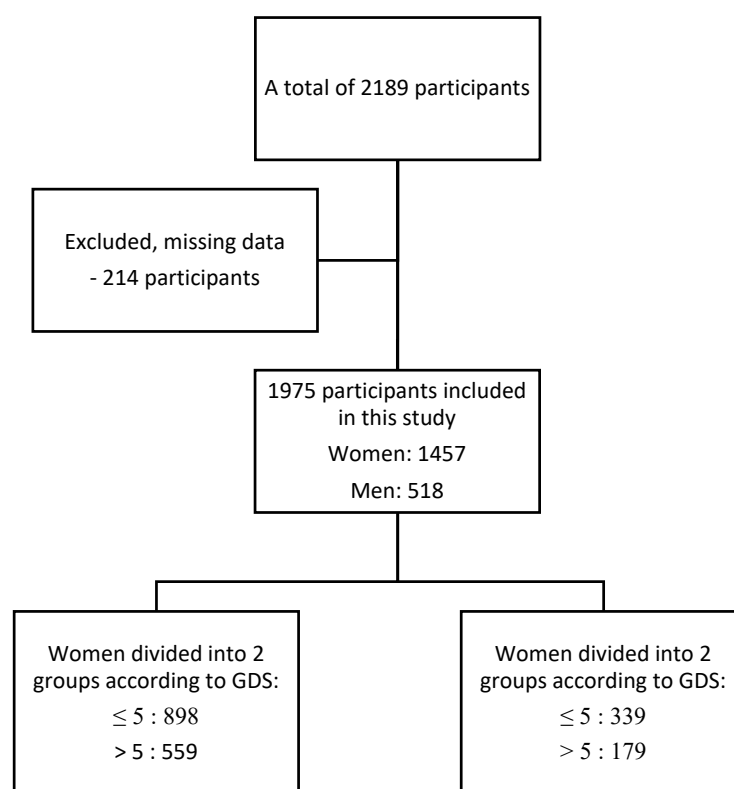 A total of 2189 participants
Excluded, missing data
- 214 participants
1975 participants included
in this study
Women: 1457
Men: 518
Women divided into 2
groups according to GDS:
≤ 5 : 898
> 5 : 559
Women divided into 2
groups according to GDS:
≤ 5 : 339
> 5 : 179